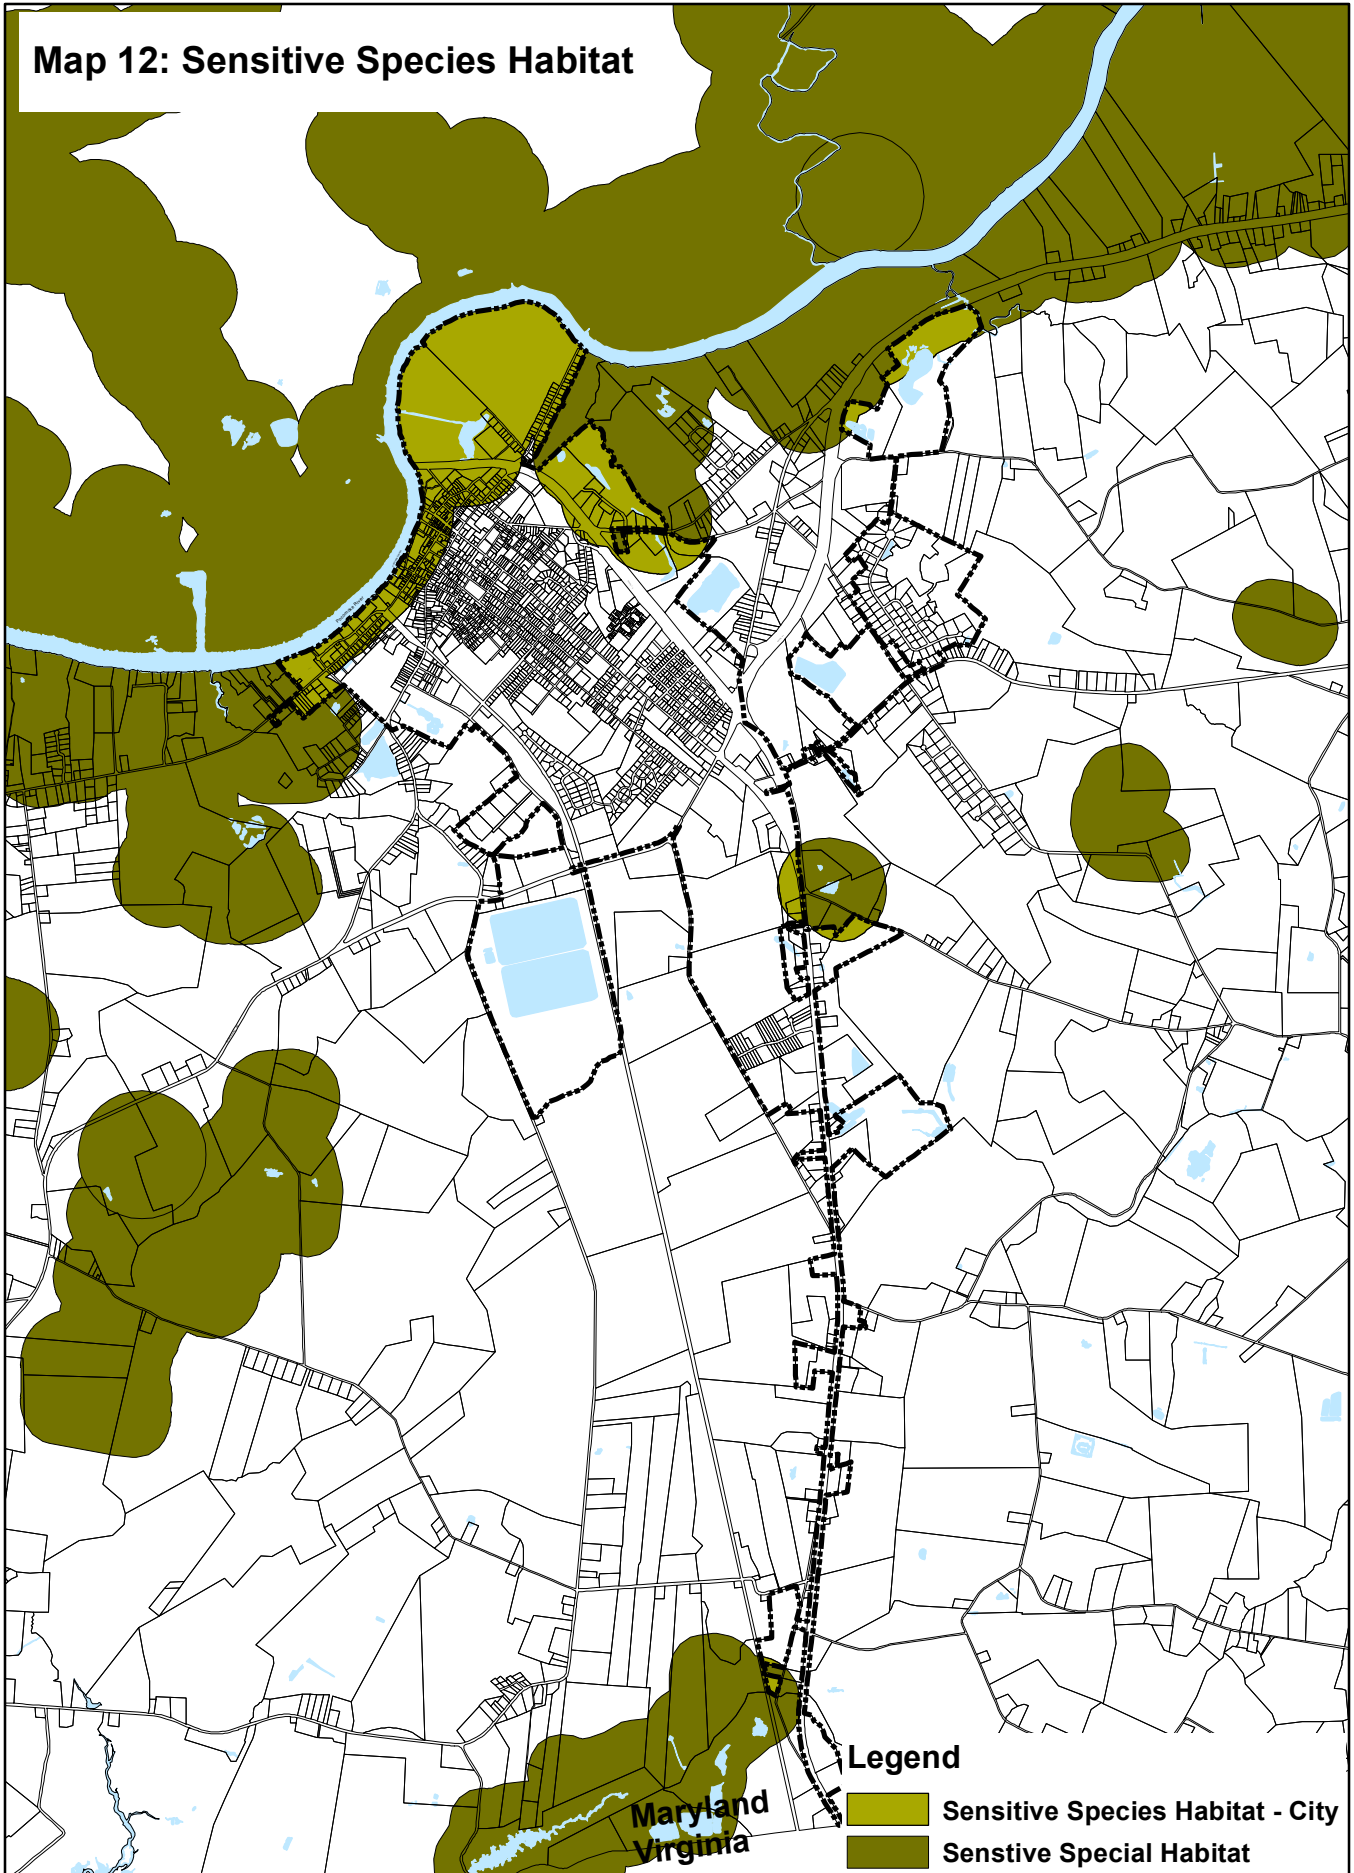 Map 12: Sensitive Species Habitat
Maryland
Virginia
Legend
Sensitive Species Habitat - City
Senstive Special Habitat